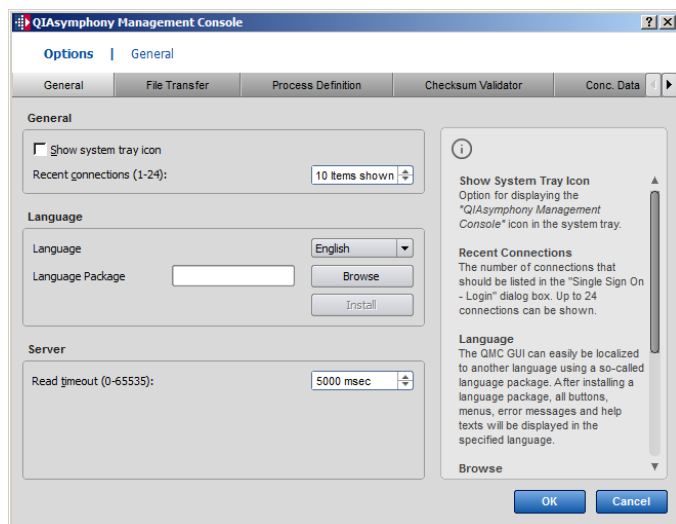 QIAsymphony Management Console
Options | General
General
File Transfer
Process Definition
Checksum Validator
Conc. Data
General
Show system tray icon
Recent connections (1-24):
10 Items shown
Language
Language
English
Language Package
Browse
Install
Server
Read timeout (0-65535):
5000 msec
Show System Tray Icon
Option for displaying the
"QIAsymphony Management
Console" icon in the system tray.
Recent Connections
The number of connections that
should be listed in the "Single Sign On
- Login" dialog box. Up to 24
connections can be shown.
Language
The QMC GUI can easily be localized
to another language using a so-called
language package. After installing a
language package, all buttons,
menus, error messages and help
texts will be displayed in the
specified language.
Browse
OK
Cancel